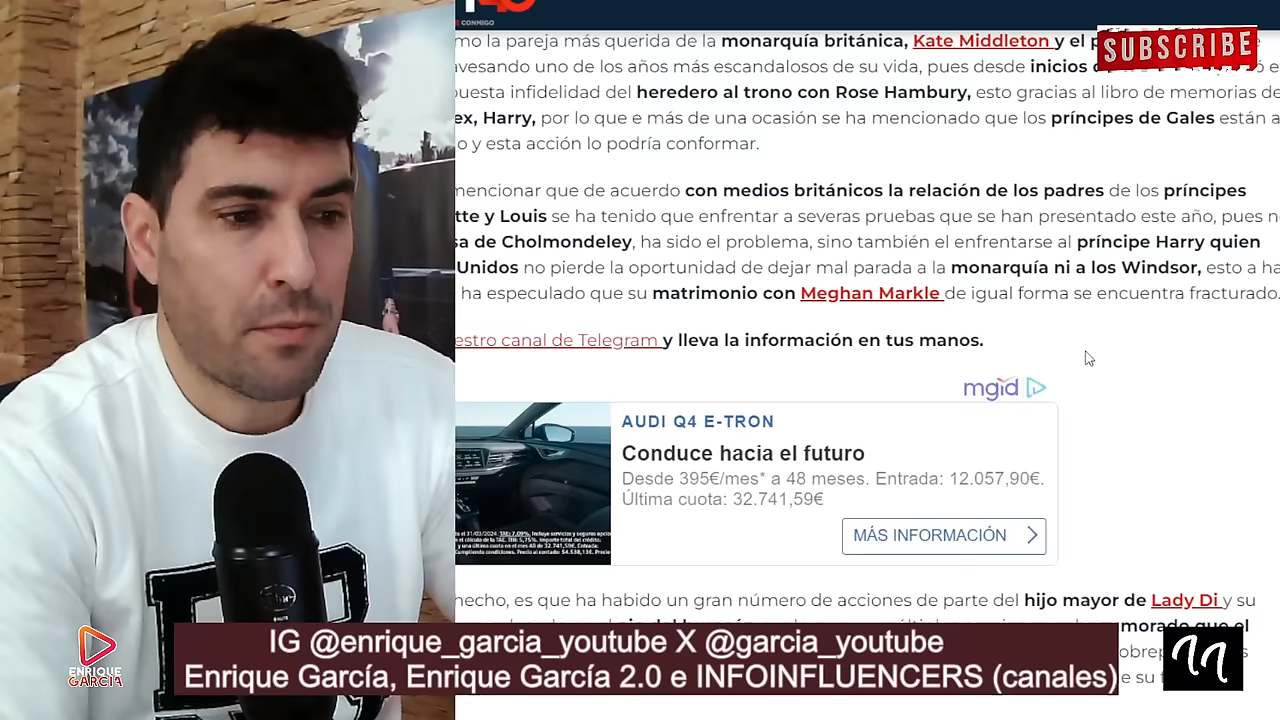 CONMIGO
mo la pareja más querida de la monarquía británica, Kate Middleton y el
avesando uno de los años más escandalosos de su vida, pues desde inicios
puesta infidelidad del heredero al trono con Rose Hambury, esto gracias al libro de memorias de
ex, Harry, por lo que e más de una ocasión se ha mencionado que los príncipes de Gales están a
o y esta acción lo podría conformar.
SUBSCRIBE
mencionar que de acuerdo con medios británicos la relación de los padres de los príncipes
tte y Louis se ha tenido que enfrentar a severas pruebas que se han presentado este año, pues n
sa de Cholmondeley, ha sido el problema, sino también el enfrentarse al príncipe Harry quien
Unidos no pierde la oportunidad de dejar mal parada a la monarquía ni a los Windsor, esto a ha
ha especulado que su matrimonio con Meghan Markle de igual forma se encuentra fracturado.
estro canal de Telegram y lleva la información en tus manos.
mgid
AUDI Q4 E-TRON
Conduce hacia el futuro
Desde 395€/mes* a 48 meses. Entrada: 12.057,90€.
Última cuota: 32.741,59€
MÁS INFORMACIÓN
hecho, es que ha habido un gran número de acciones de parte del hijo mayor de Lady Di y su
IG @enrique_garcia_youtube X @garcia_youtube
Enrique García, Enrique García 2.0 e INFOINFLUENCERS (canales)
ENRIQUE
GARCÍA